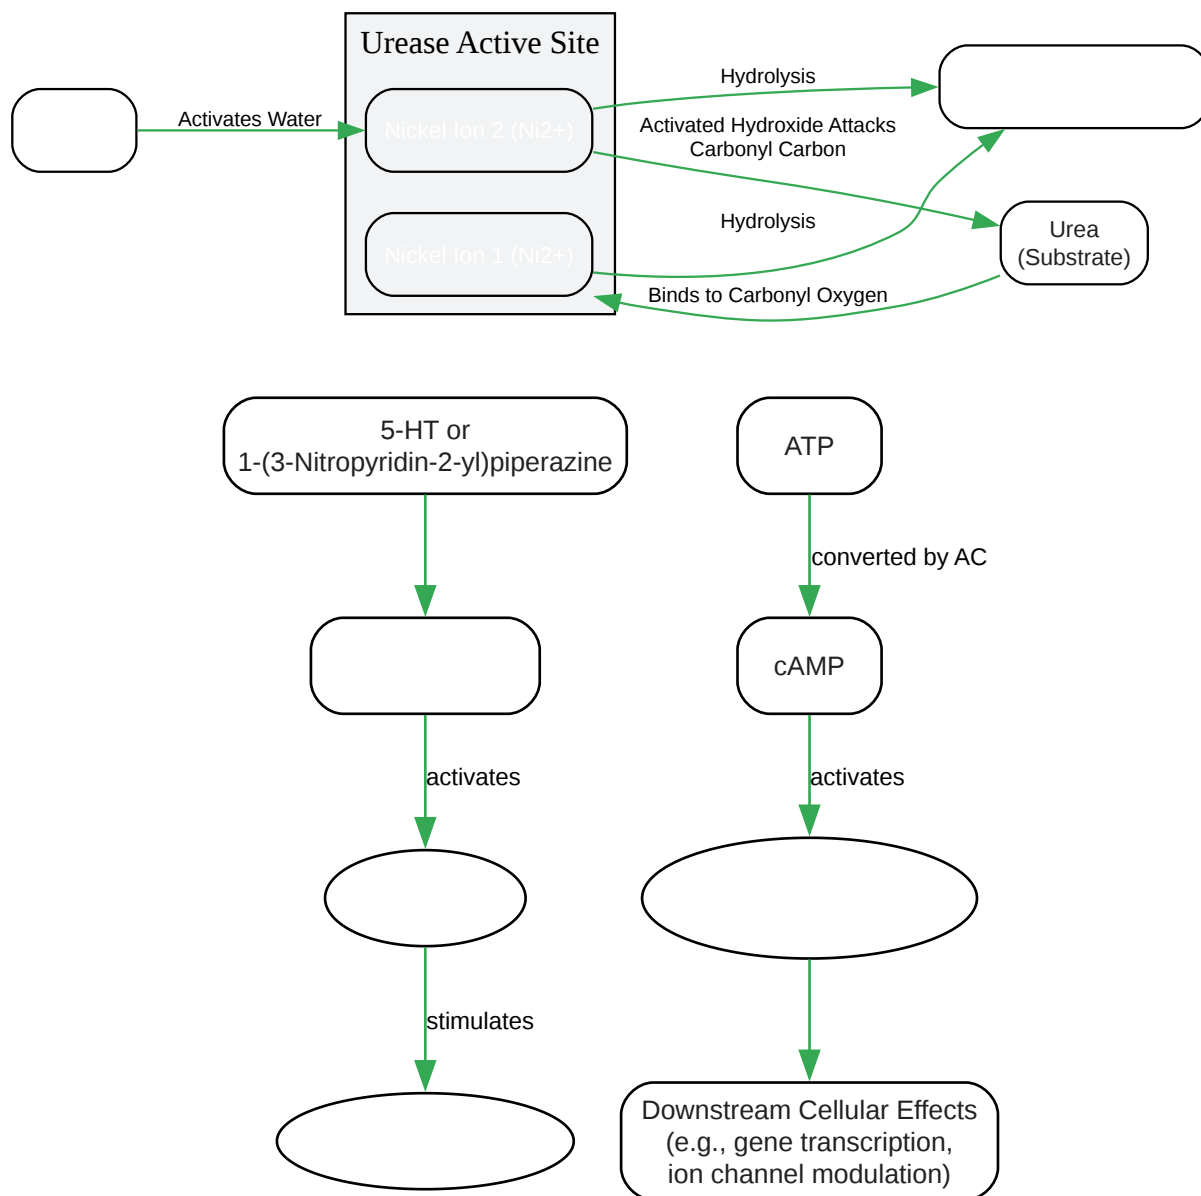 Urease Active Site
Activates Water
Nickel Ion 2 (Ni2+)
Hydrolysis
Activated Hydroxide Attacks
Carbonyl Carbon
Nickel Ion 1 (Ni2+)
Hydrolysis
Urea
(Substrate)
Binds to Carbonyl Oxygen
5-HT or
1-(3-Nitropyridin-2-yl)piperazine
activates
stimulates
ATP
converted by AC
cAMP
activates
Downstream Cellular Effects
(e.g., gene transcription,
ion channel modulation)